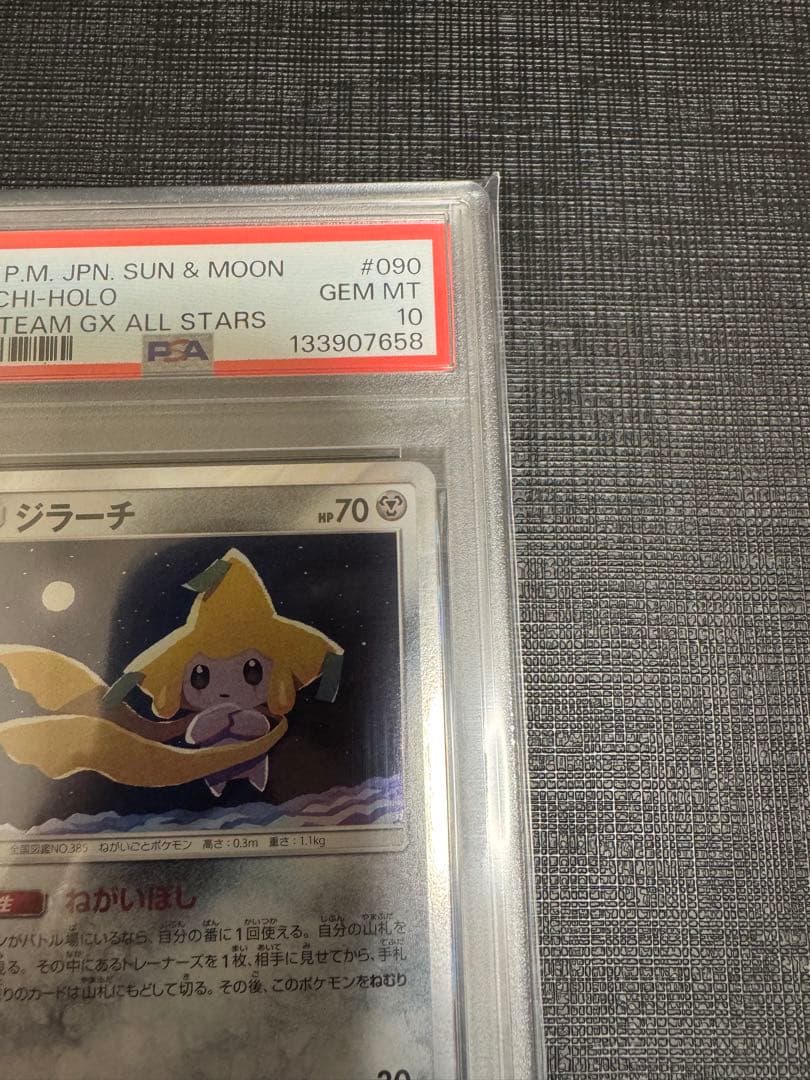 P.M. JPN. SUN & MOON #090
CHI-HOLO GEM MT
TEAM GX ALL STARS 10
PSA 133907658
ジラーチ HP 70
全国図鑑NO.385 ねがいごとポケモン 高さ:0.3m 重さ:1.1kg
ねがいぼし
ンがバトル場にいるなら、自分の番に1回使える。自分の山札を
見る。その中にあるトレーナーズを1枚、相手に見せてから、手札
りのカードは山札にもどして切る。その後、このポケモンをねむり